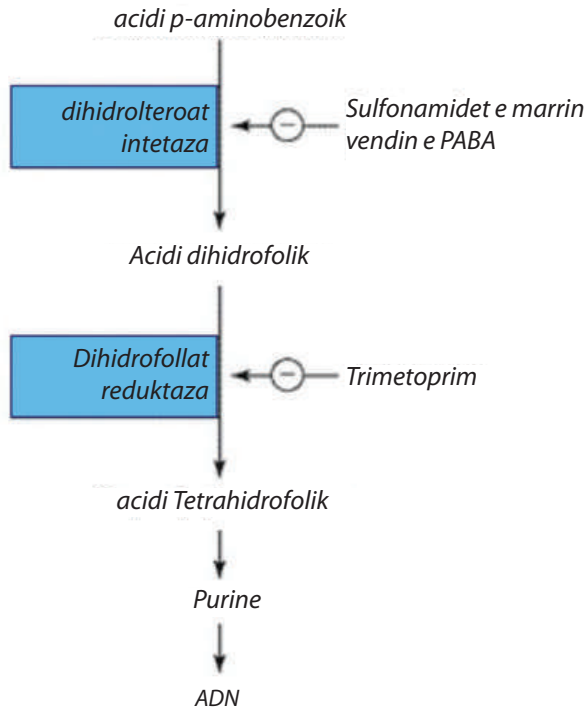 acidi p-aminobenzoik
dihidrolteroat
intetaza
Sulfonamidet e marrin
vendin e PABA
Acidi dihidrofolik
Dihidrofollat
reduktaza
Trimetoprim
acidi Tetrahidrofolik
Purine
ADN